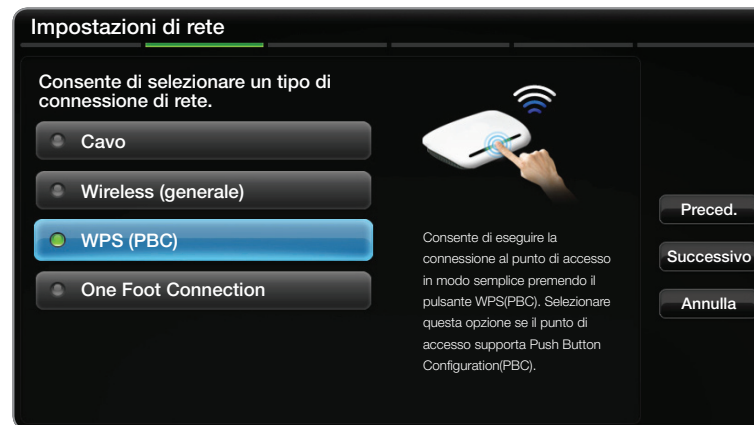 Impostazioni di rete
Consente di selezionare un tipo di
connessione di rete.
Cavo
Wireless (generale)
WPS (PBC)
One Foot Connection
Consente di eseguire la
connessione al punto di accesso
in modo semplice premendo il
pulsante WPS(PBC). Selezionare
questa opzione se il punto di
accesso supporta Push Button
Configuration(PBC).
Preced.
Successivo
Annulla